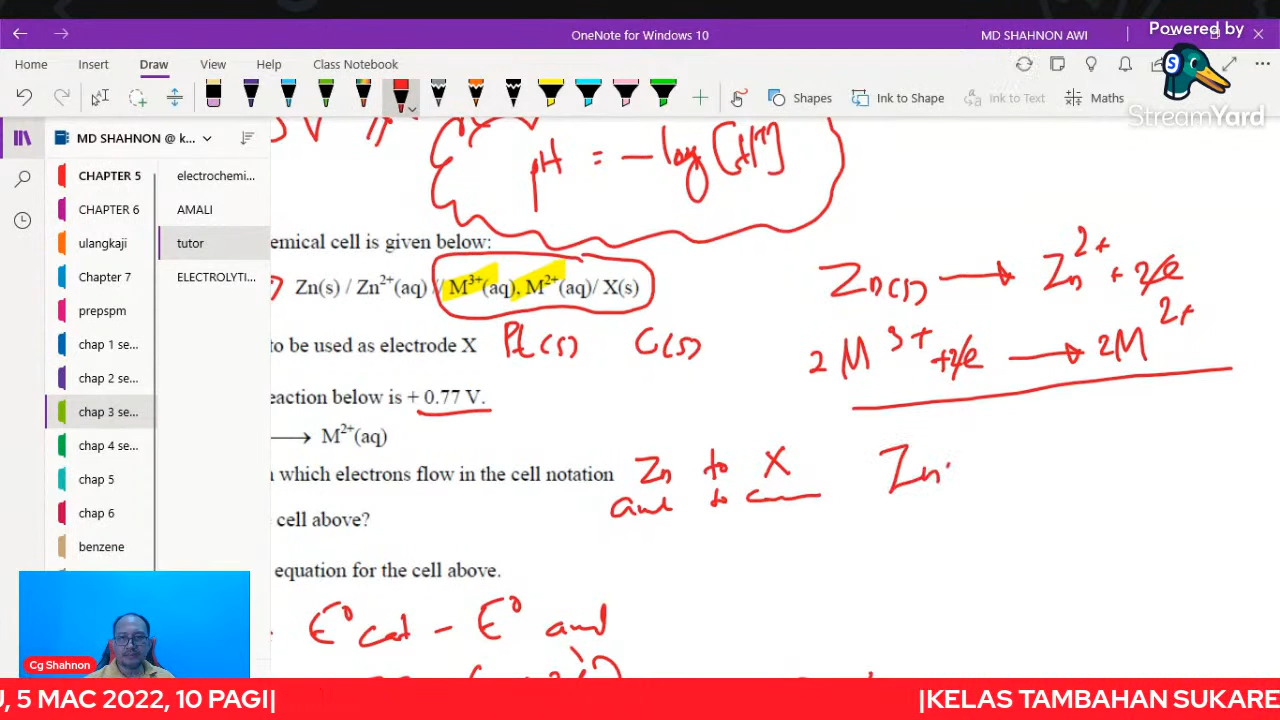 Powered by
StreamYard
OneNote for Windows 10
MD SHAHNON AWI
Home
Insert
Draw
View
Help
Class Notebook
Shapes
Ink to Shape
Ink to Text
Maths
MD SHAHNON @ k...
CHAPTER 5
CHAPTER 6
ulangkaji
Chapter 7
prepspm
chap 1 se...
chap 2 se...
chap 3 se...
chap 4 se...
chap 5
chap 6
benzene
electrochemi...
AMALI
tutor
ELECTROLYTI...
pH = -log [H⁺]
emical cell is given below:
Zn(s) / Zn²⁺(aq) // M³⁺(aq), M²⁺(aq)/ X(s)
to be used as electrode X
Pt (s) C (s)
eaction below is + 0.77 V.
⟶ M²⁺(aq)
n which electrons flow in the cell notation
Zn to X
to
cell above?
equation for the cell above.
E⁰ cat - E⁰ and
Zn(s) ⟶ Zn²⁺ + 2e
2M³⁺ + 2e ⟶ 2M²⁺
Zn
Cg Shahnon
U, 5 MAC 2022, 10 PAGI|
|KELAS TAMBAHAN SUKARE